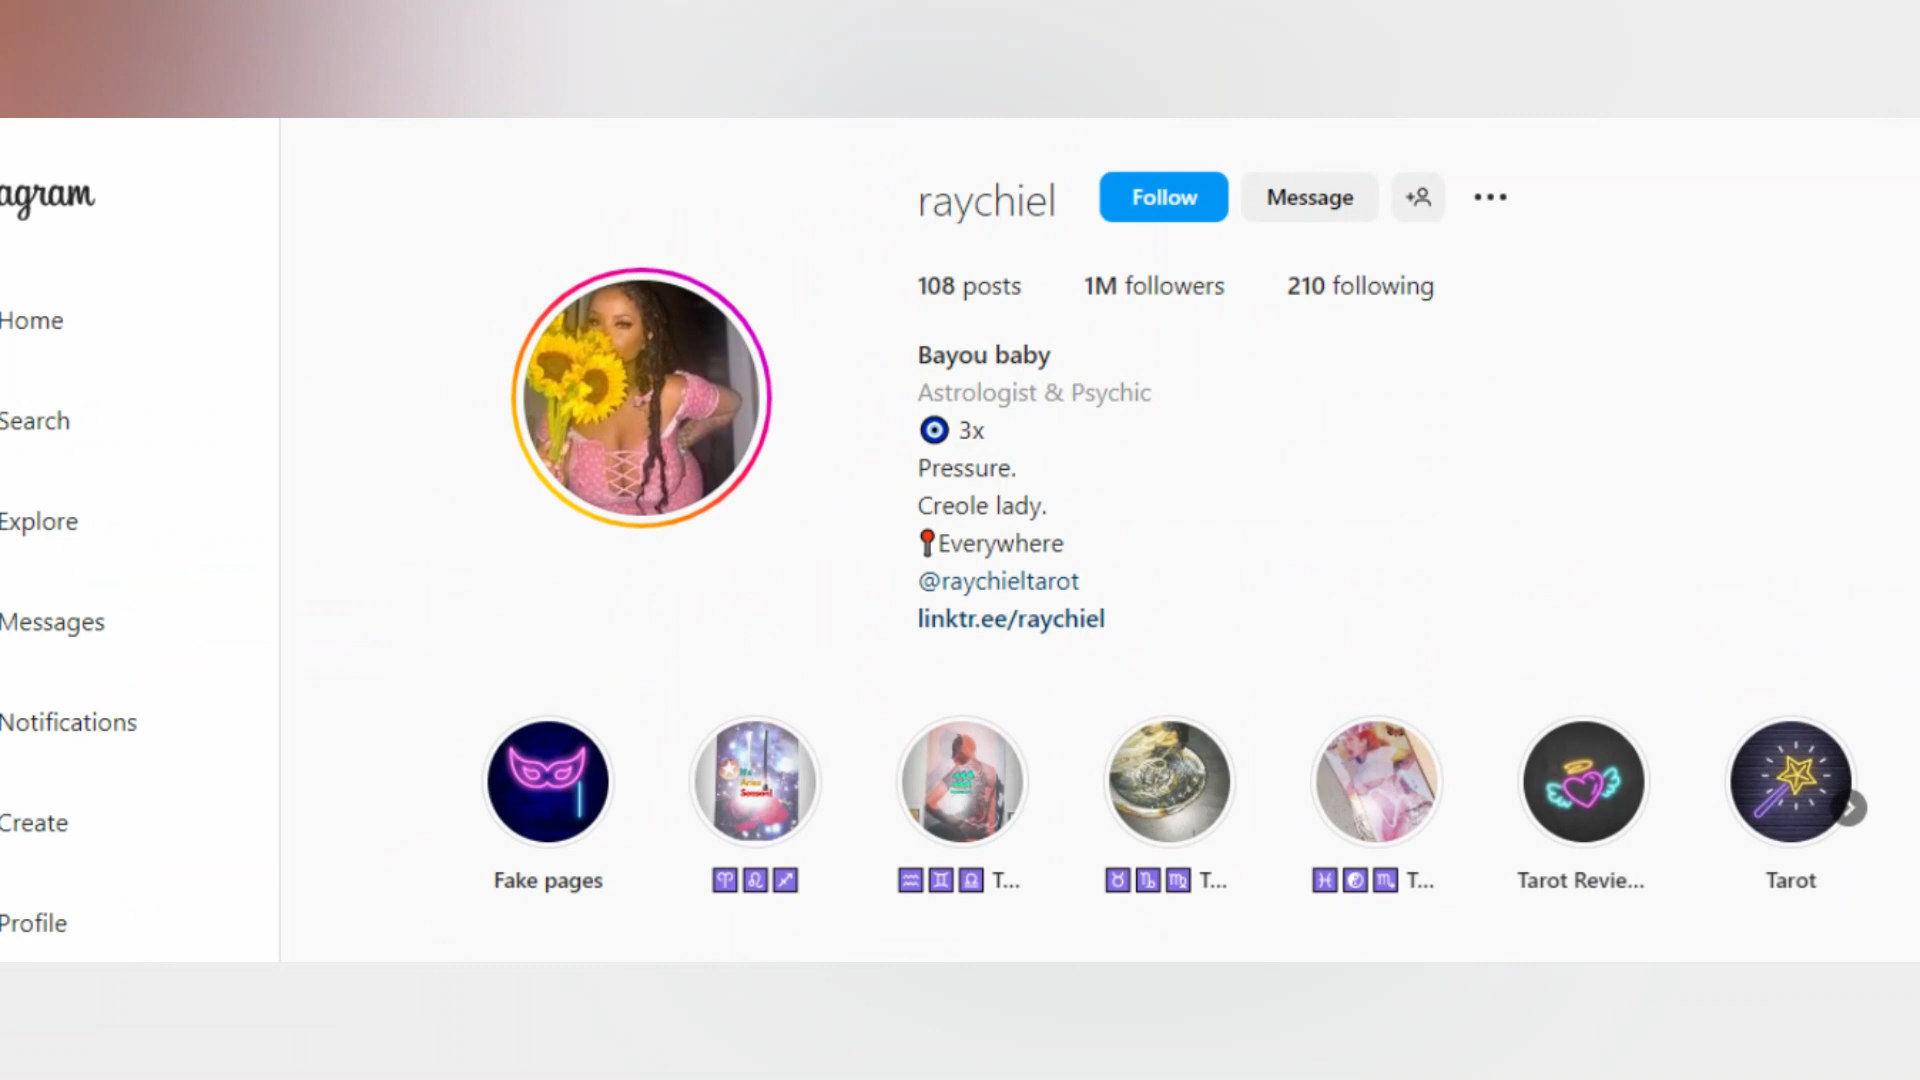 agram
Home
Search
Explore
Messages
Notifications
Create
Profile
raychiel
Follow
Message
108 posts 1M followers 210 following
Bayou baby
Astrologist & Psychic
🧿 3x
Pressure.
Creole lady.
📍Everywhere
@raychieltarot
linktr.ee/raychiel
Fake pages
♈♌♐
♒♊♎ T...
♉♑♍ T...
♓☯♏ T...
Tarot Revie...
Tarot